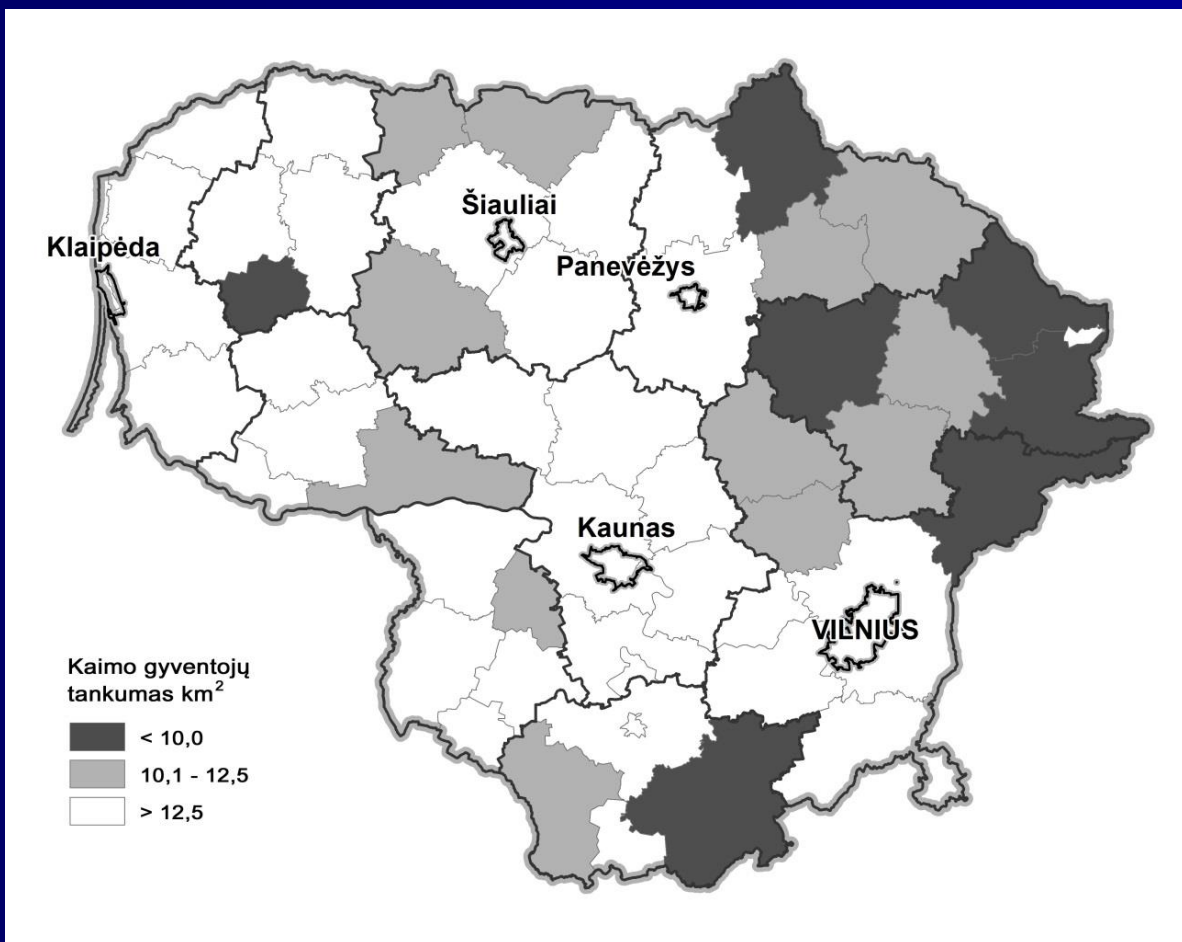 Šiauliai
Klaipėda
Panevėžys
Kaunas
VILNIUS
Kaimo gyventojų
tankumas km²
< 10,0
10,1 - 12,5
> 12,5